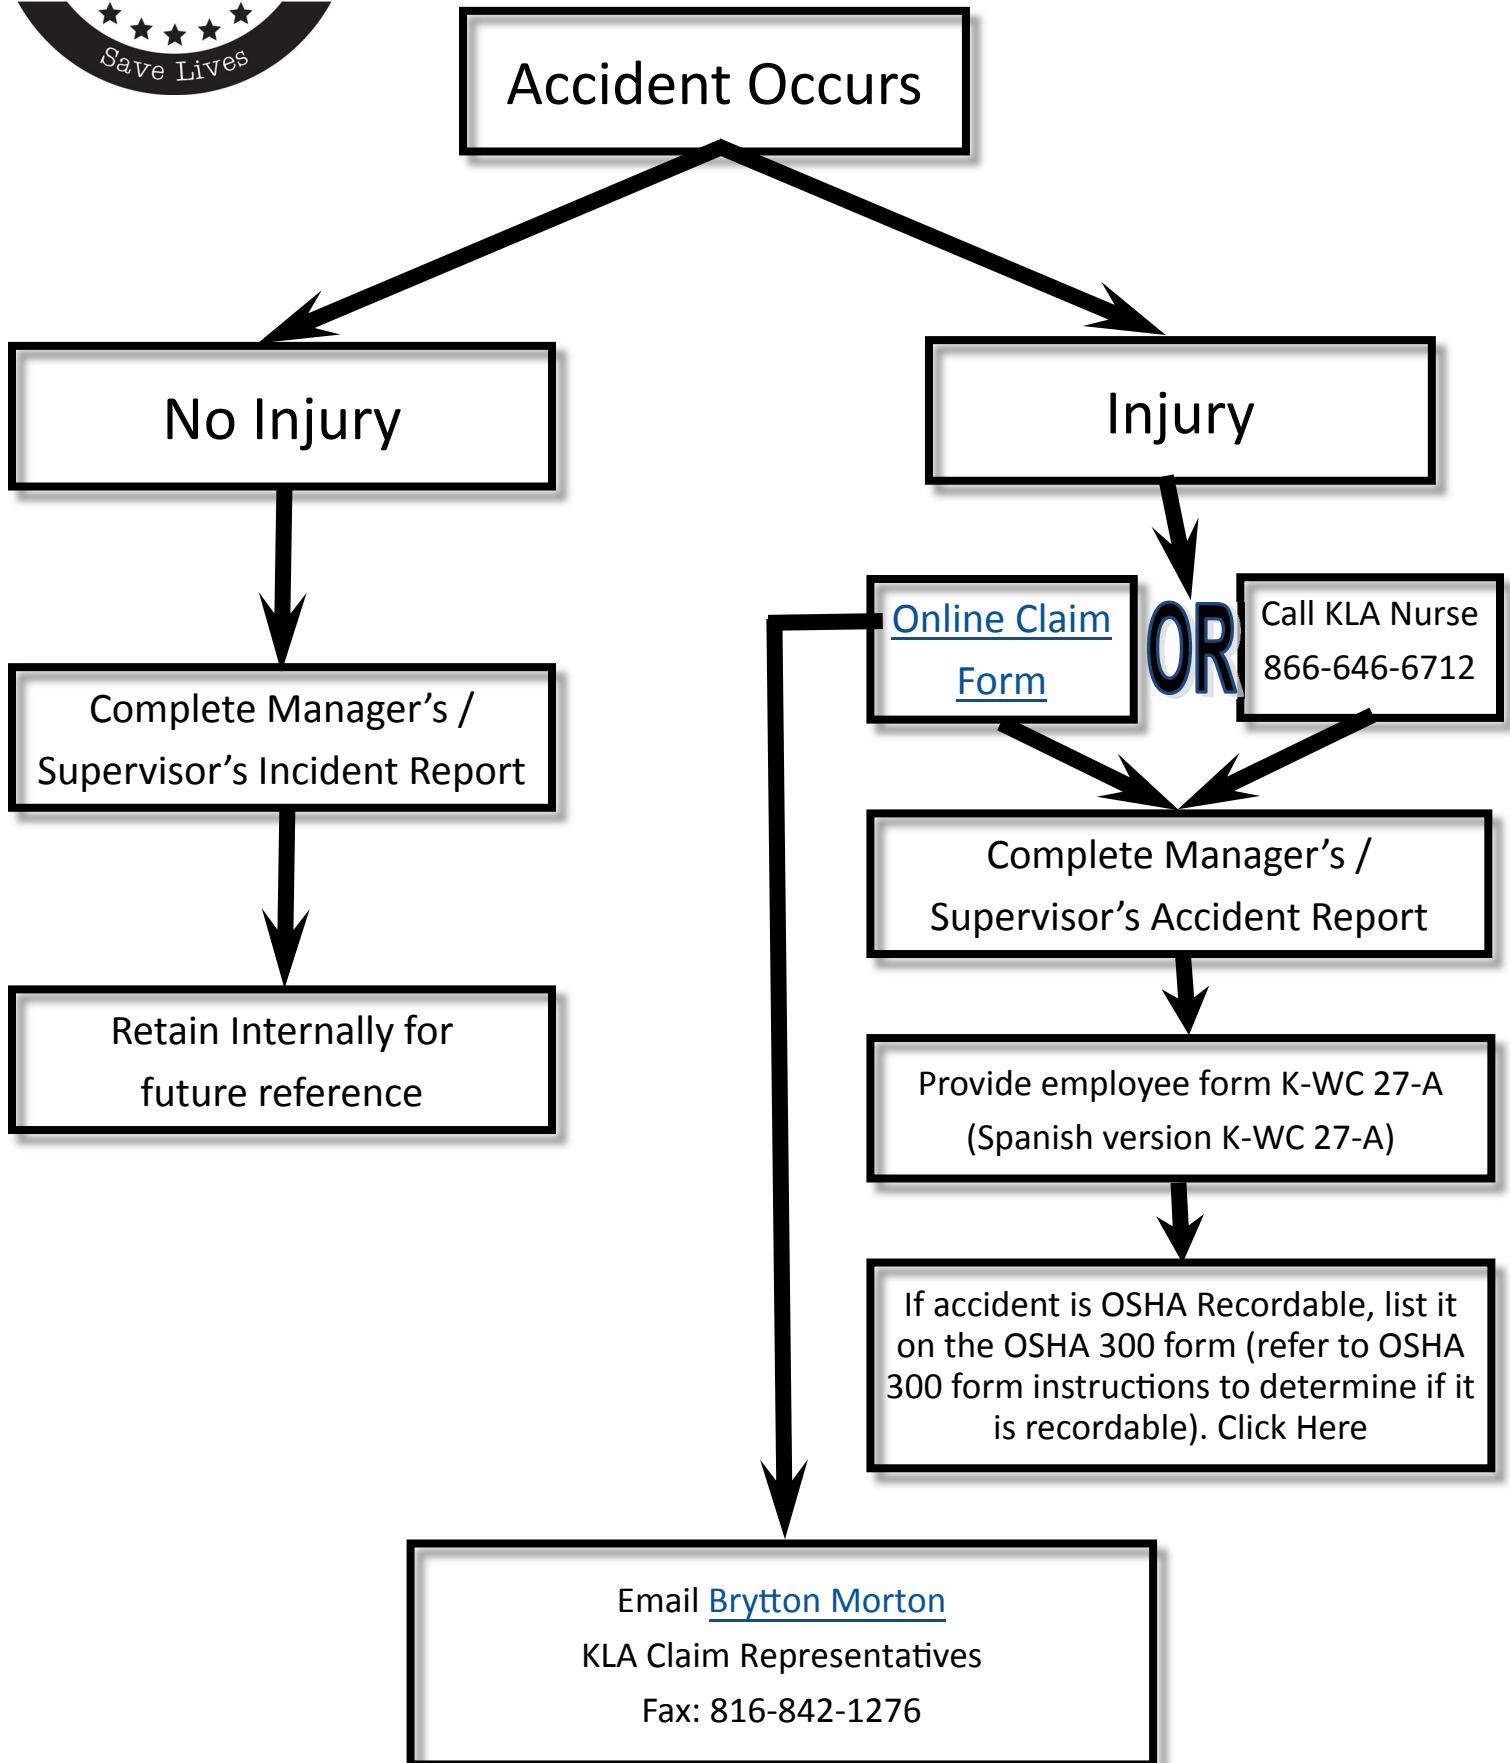 Save Lives
Accident Occurs
No Injury
Injury
Online Claim
Form
OR
Call KLA Nurse
866-646-6712
Complete Manager’s /
Supervisor’s Incident Report
Complete Manager’s /
Supervisor’s Accident Report
Retain Internally for
future reference
Provide employee form K-WC 27-A
(Spanish version K-WC 27-A)
If accident is OSHA Recordable, list it
on the OSHA 300 form (refer to OSHA
300 form instructions to determine if it
is recordable). Click Here
Email Brytton Morton
KLA Claim Representatives
Fax: 816-842-1276